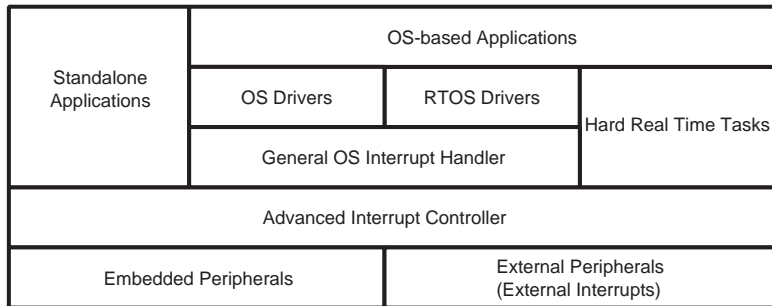 OS-based Applications
Standalone
Applications
OS Drivers
RTOS Drivers
Hard Real Time Tasks
General OS Interrupt Handler
Advanced Interrupt Controller
Embedded Peripherals
External Peripherals
(External Interrupts)